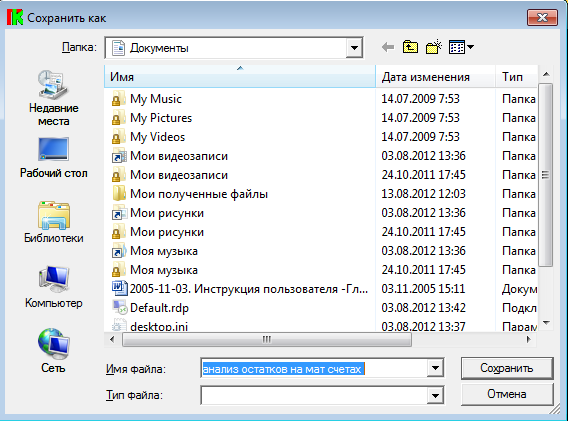 Сохранить как
Папка: Документы
Имя Дата изменения Тип
My Music 14.07.2009 7:53 Папка
My Pictures 14.07.2009 7:53 Папка
My Videos 14.07.2009 7:53 Папка
Мои видеозаписи 03.08.2012 13:36 Папка
Мои видеозаписи 24.10.2011 17:45 Папка
Мои полученные файлы 13.08.2012 12:03 Папка
Мои рисунки 03.08.2012 13:36 Папка
Мои рисунки 24.10.2011 17:45 Папка
Моя музыка 03.08.2012 13:36 Папка
Моя музыка 24.10.2011 17:45 Папка
2005-11-03. Инструкция пользователя -Гл... 03.11.2005 15:11 Докум
Default.rdp 03.08.2012 13:42 Подкл
desktop.ini 03.08.2012 13:37 Парам
Недавние
места
Рабочий стол
Библиотеки
Компьютер
Сеть
Имя файла: анализ остатков на мат счетах Сохранить
Тип файла: Отмена